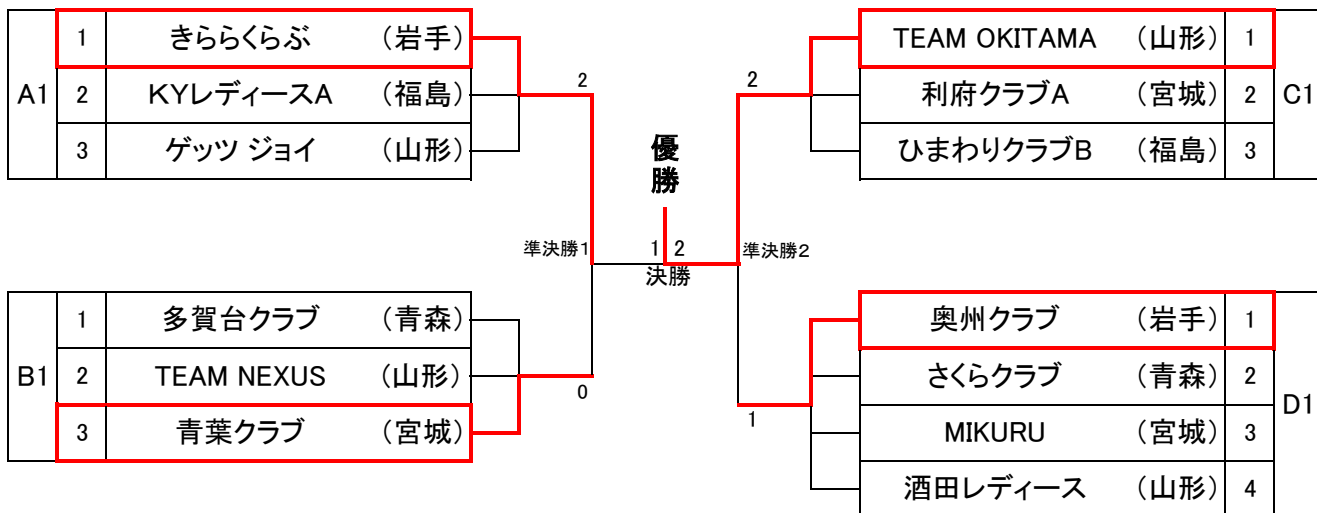 A1
1 きららくらぶ （岩手）
2 KYレディースA （福島）
3 ゲッツ ジョイ （山形）
2
B1
1 多賀台クラブ （青森）
2 TEAM NEXUS （山形）
3 青葉クラブ （宮城）
0
優勝
準決勝1
1 2
決勝
準決勝2
2
TEAM OKITAMA （山形） 1
利府クラブA （宮城） 2
ひまわりクラブB （福島） 3
C1
1
奥州クラブ （岩手） 1
さくらクラブ （青森） 2
MIKURU （宮城） 3
酒田レディース （山形） 4
D1